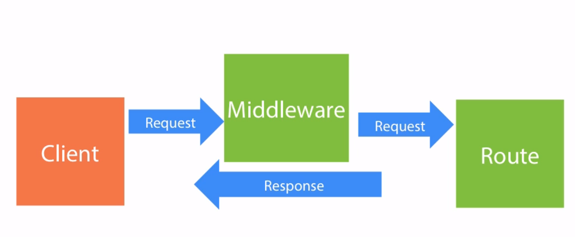 Client
Request
Middleware
Request
Route
Response